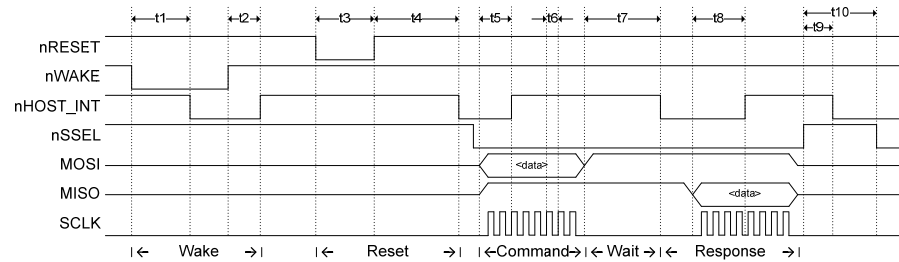 t1 t2 t3 t4 t5 t6 t7 t8 t10
t9
nRESET
nWAKE
nHOST_INT
nSSEL
MOSI <data>
MISO <data>
SCLK
Wake Reset Command Wait Response